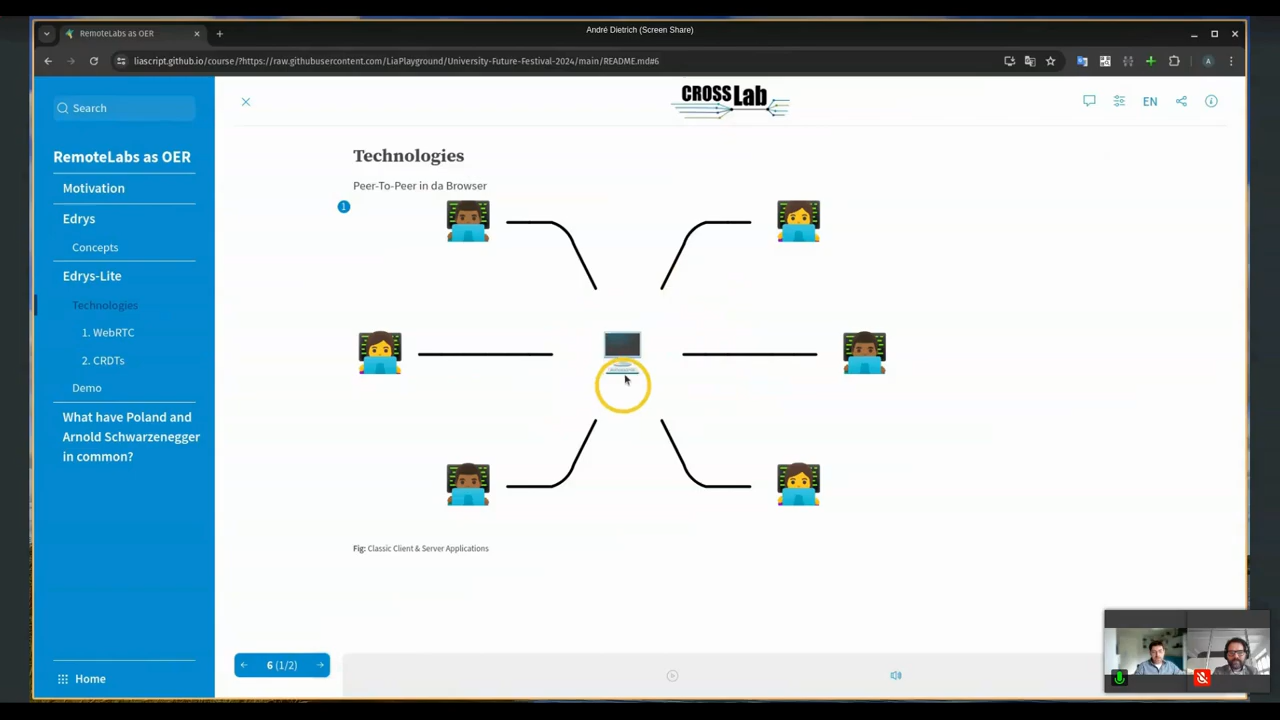 André Dietrich (Screen Share)
RemoteLabs as OER
liascript.github.io/course/?https://raw.githubusercontent.com/LiaPlayground/University-Future-Festival-2024/main/README.md#6
A
Search
CROSSLab
EN
RemoteLabs as OER
Motivation
Edrys
Concepts
Edrys-Lite
Technologies
1. WebRTC
2. CRDTs
Demo
What have Poland and
Arnold Schwarzenegger
in common?
Home
Technologies
Peer-To-Peer in da Browser
1
Fig: Classic Client & Server Applications
6 (1/2)